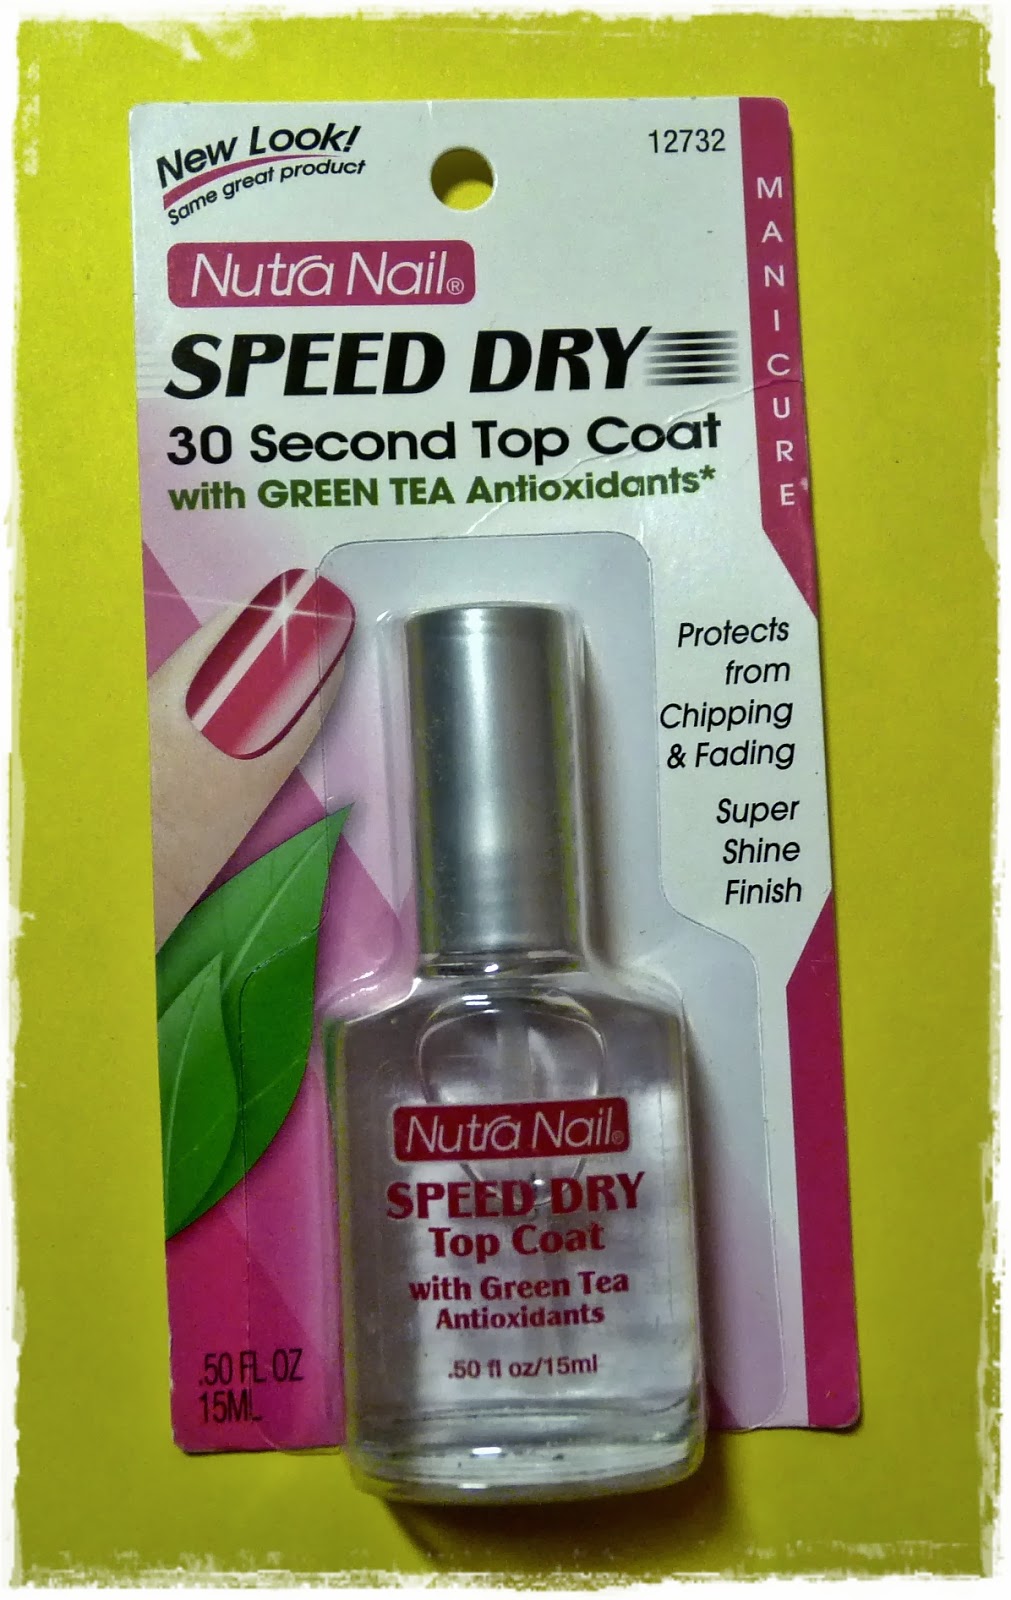 New Look!
Same great product
12732
MANICURE
Nutra Nail®
SPEED DRY
30 Second Top Coat
with GREEN TEA Antioxidants*
Protects
from
Chipping
& Fading
Super
Shine
Finish
Nutra Nail®
SPEED DRY
Top Coat
with Green Tea
Antioxidants
.50 fl oz/15ml
.50 FL OZ
15ML